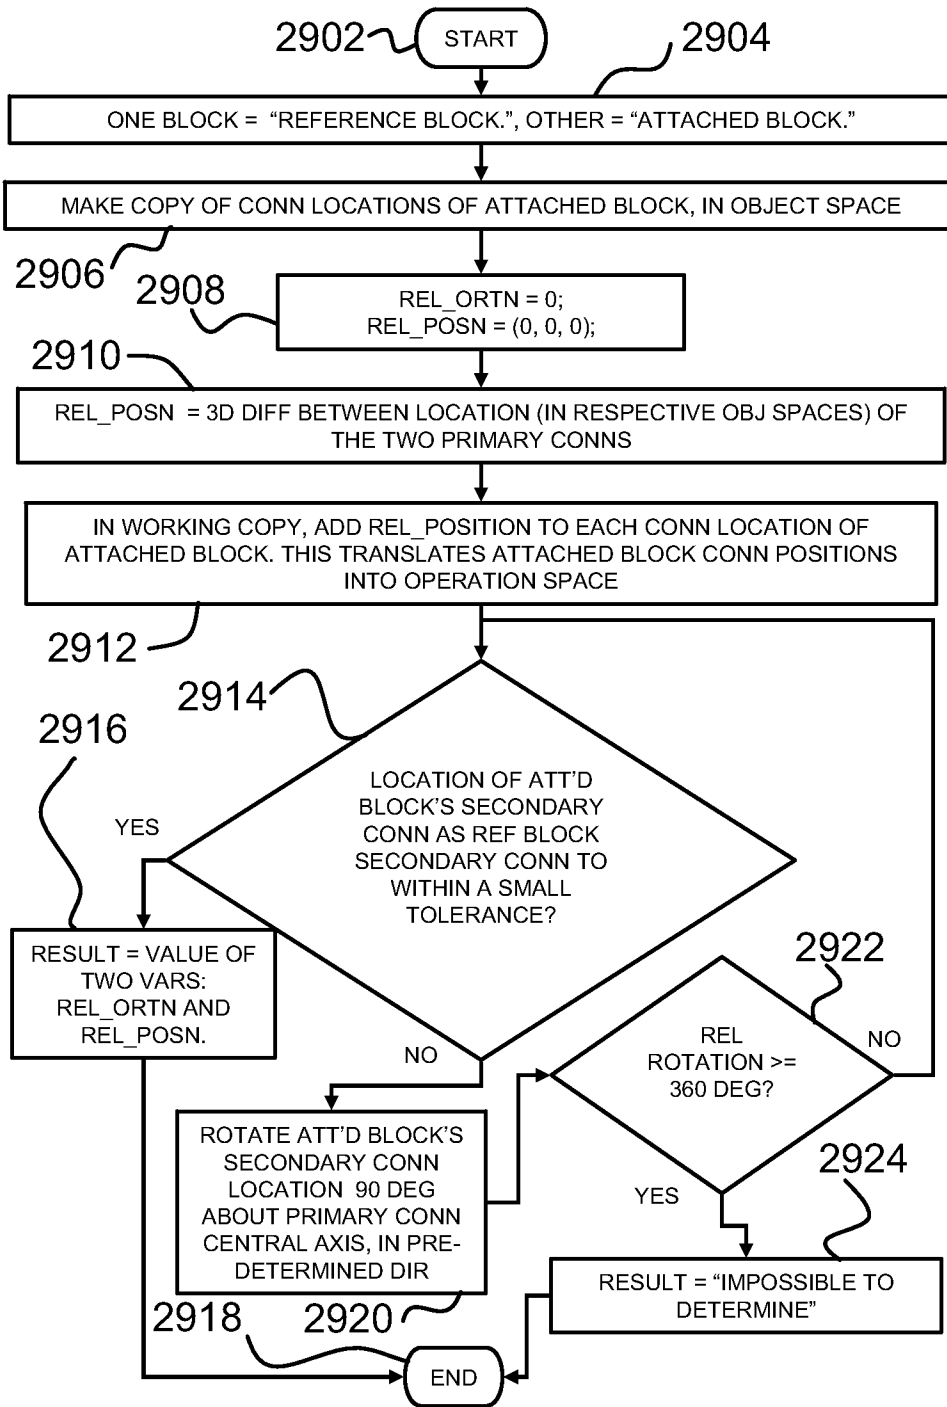 2902
START
2904
ONE BLOCK = “REFERENCE BLOCK.”, OTHER = “ATTACHED BLOCK.”
MAKE COPY OF CONN LOCATIONS OF ATTACHED BLOCK, IN OBJECT SPACE
2906
2908
REL_ORTN = 0;
REL_POSN = (0, 0, 0);
2910
REL_POSN = 3D DIFF BETWEEN LOCATION (IN RESPECTIVE OBJ SPACES) OF
THE TWO PRIMARY CONNS
IN WORKING COPY, ADD REL_POSITION TO EACH CONN LOCATION OF
ATTACHED BLOCK. THIS TRANSLATES ATTACHED BLOCK CONN POSITIONS
INTO OPERATION SPACE
2912
2914
LOCATION OF ATT’D
BLOCK’S SECONDARY
CONN AS REF BLOCK
SECONDARY CONN TO
WITHIN A SMALL
TOLERANCE?
2916
YES
RESULT = VALUE OF
TWO VARS:
REL_ORTN AND
REL_POSN.
NO
ROTATE ATT’D BLOCK’S
SECONDARY CONN
LOCATION 90 DEG
ABOUT PRIMARY CONN
CENTRAL AXIS, IN PRE-
DETERMINED DIR
2920
2922
REL
ROTATION >=
360 DEG?
NO
YES
2924
RESULT = “IMPOSSIBLE TO
DETERMINE”
2918
END